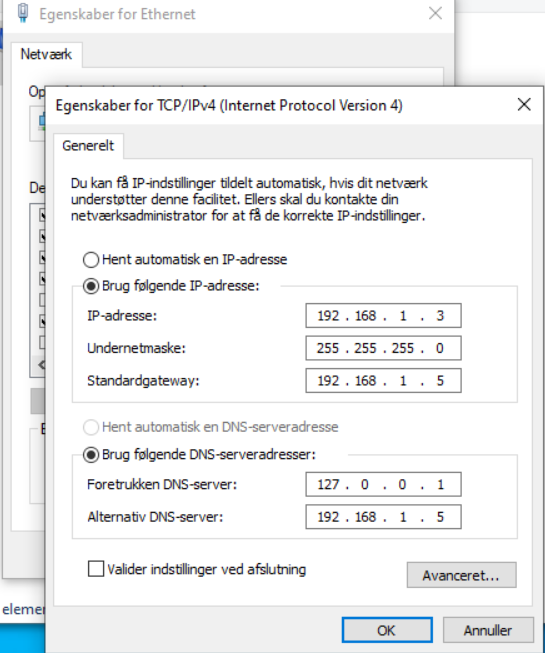 Egenskaber for Ethernet
Netværk
Egenskaber for TCP/IPv4 (Internet Protocol Version 4)
Generelt
Du kan få IP-indstillinger tildelt automatisk, hvis dit netværk
understøtter denne facilitet. Ellers skal du kontakte din
netværksadministrator for at få de korrekte IP-indstillinger.
Hent automatisk en IP-adresse
Brug følgende IP-adresse:
IP-adresse: 192 . 168 . 1 . 3
Undernetmaske: 255 . 255 . 255 . 0
Standardgateway: 192 . 168 . 1 . 5
Hent automatisk en DNS-serveradresse
Brug følgende DNS-serveradresser:
Foretrukken DNS-server: 127 . 0 . 0 . 1
Alternativ DNS-server: 192 . 168 . 1 . 5
Valider indstillinger ved afslutning
Avanceret...
OK Annuller